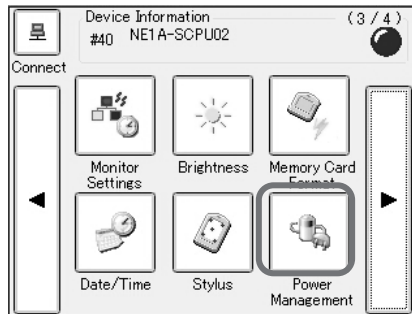 Device Information
(3/4)
#40 NE1A-SCPU02
Connect
Monitor
Settings
Brightness
Memory Card
Format
Date/Time
Stylus
Power
Management